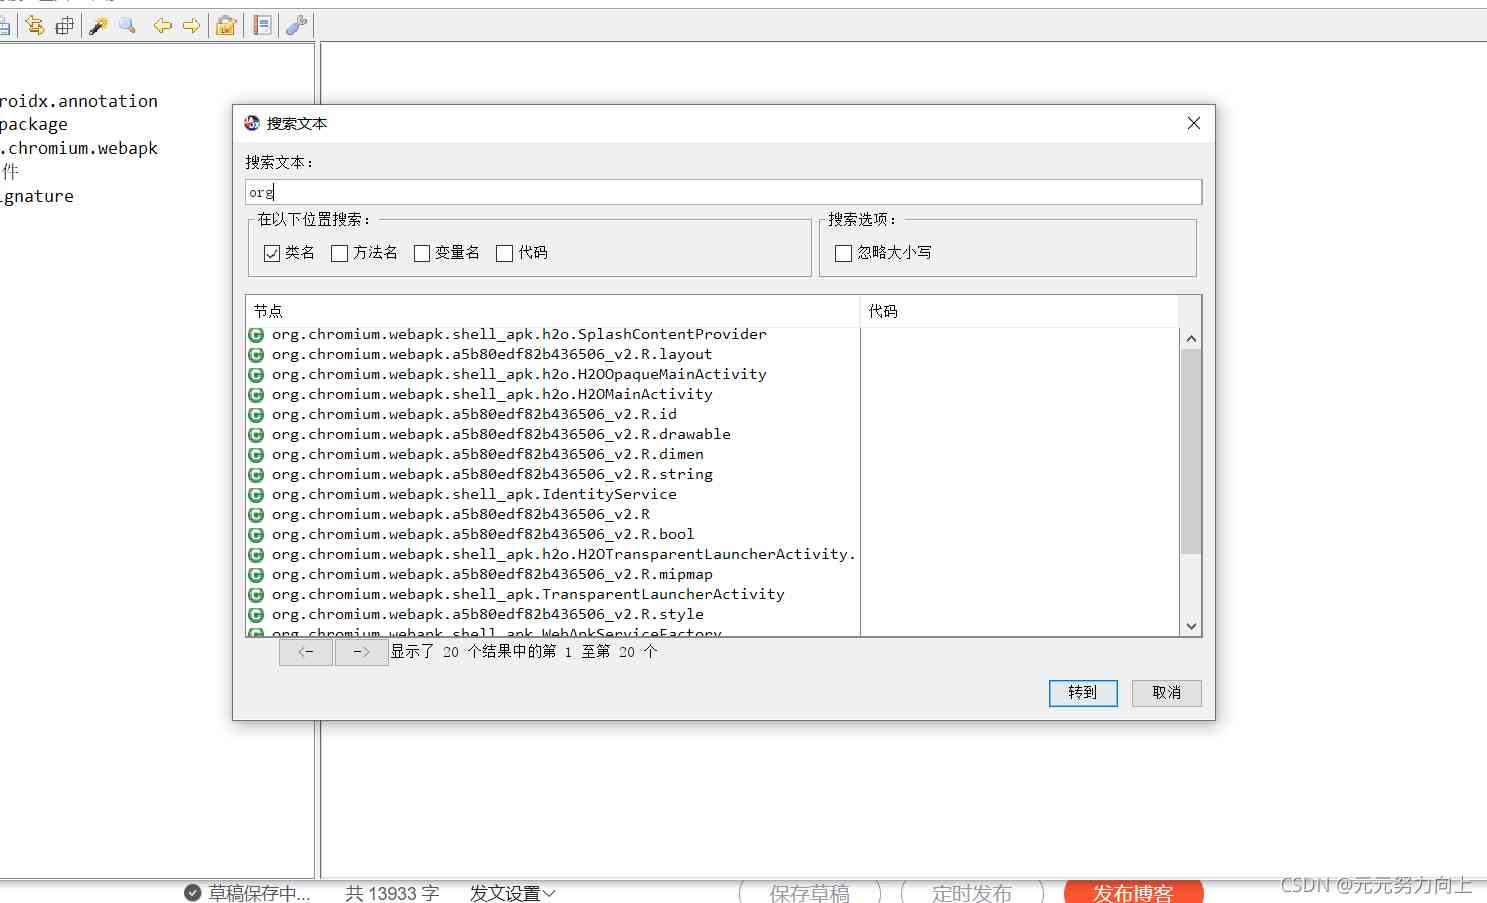 roidx.annotation
package
.chromium.webapk
件
ignature
搜索文本
搜索文本：
org
在以下位置搜索：
类名 方法名 变量名 代码
搜索选项：
忽略大小写
节点 代码
org.chromium.webapk.shell_apk.h2o.SplashContentProvider
org.chromium.webapk.a5b80edf82b436506_v2.R.layout
org.chromium.webapk.shell_apk.h2o.H2OOpaqueMainActivity
org.chromium.webapk.shell_apk.h2o.H2OMainActivity
org.chromium.webapk.a5b80edf82b436506_v2.R.id
org.chromium.webapk.a5b80edf82b436506_v2.R.drawable
org.chromium.webapk.a5b80edf82b436506_v2.R.dimen
org.chromium.webapk.a5b80edf82b436506_v2.R.string
org.chromium.webapk.shell_apk.IdentityService
org.chromium.webapk.a5b80edf82b436506_v2.R
org.chromium.webapk.a5b80edf82b436506_v2.R.bool
org.chromium.webapk.shell_apk.h2o.H2OTransparentLauncherActivity.
org.chromium.webapk.a5b80edf82b436506_v2.R.mipmap
org.chromium.webapk.shell_apk.TransparentLauncherActivity
org.chromium.webapk.a5b80edf82b436506_v2.R.style
org.chromium.webapk.shell_apk.WebApkServiceFactory
<- -> 显示了 20 个结果中的第 1 至第 20 个
转到 取消
草稿保存中... 共 13933 字 发文设置 保存草稿 定时发布 发布博客
CSDN @元元努力向上